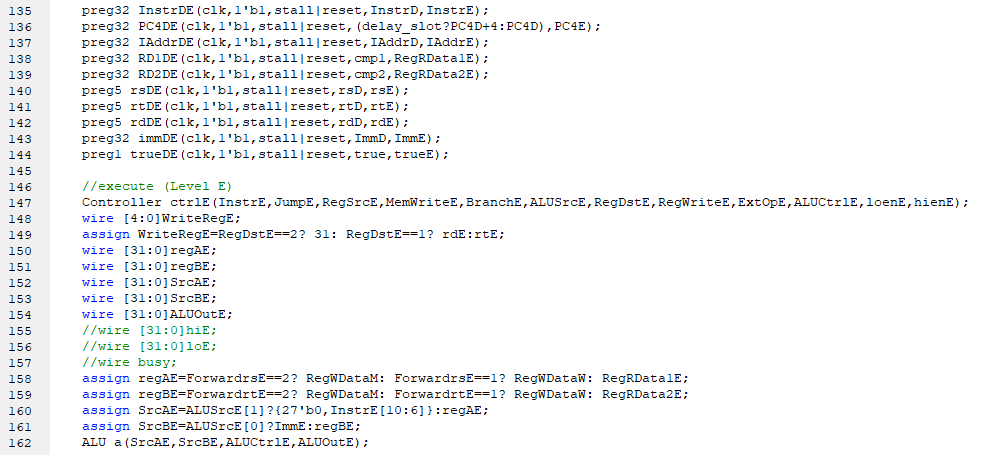 135 preg32 InstrDE(clk,1'b1,stall|reset,InstrD,InstrE);
136 preg32 PC4DE(clk,1'b1,stall|reset,(delay_slot?PC4D+4:PC4D),PC4E);
137 preg32 IAddrDE(clk,1'b1,stall|reset,IAddrD,IAddrE);
138 preg32 RD1DE(clk,1'b1,stall|reset,cmp1,RegRData1E);
139 preg32 RD2DE(clk,1'b1,stall|reset,cmp2,RegRData2E);
140 preg5 rsDE(clk,1'b1,stall|reset,rsD,rsE);
141 preg5 rtDE(clk,1'b1,stall|reset,rtD,rtE);
142 preg5 rdDE(clk,1'b1,stall|reset,rdD,rdE);
143 preg32 immDE(clk,1'b1,stall|reset,ImmD,ImmE);
144 preg1 trueDE(clk,1'b1,stall|reset,true,trueE);
145
146 //execute (Level E)
147 Controller ctrlE(InstrE,JumpE,RegSrcE,MemWriteE,BranchE,ALUSrcE,RegDstE,RegWriteE,ExtOpE,ALUCtrlE,loenE,hienE);
148 wire [4:0]WriteRegE;
149 assign WriteRegE=RegDstE==2? 31: RegDstE==1? rdE:rtE;
150 wire [31:0]regAE;
151 wire [31:0]regBE;
152 wire [31:0]SrcAE;
153 wire [31:0]SrcBE;
154 wire [31:0]ALUOutE;
155 //wire [31:0]hiE;
156 //wire [31:0]loE;
157 //wire busy;
158 assign regAE=ForwardrsE==2? RegWDataM: ForwardrsE==1? RegWDataW: RegRData1E;
159 assign regBE=ForwardrtE==2? RegWDataM: ForwardrtE==1? RegWDataW: RegRData2E;
160 assign SrcAE=ALUSrcE[1]?{27'b0,InstrE[10:6]}:regAE;
161 assign SrcBE=ALUSrcE[0]?ImmE:regBE;
162 ALU a(SrcAE,SrcBE,ALUCtrlE,ALUOutE);